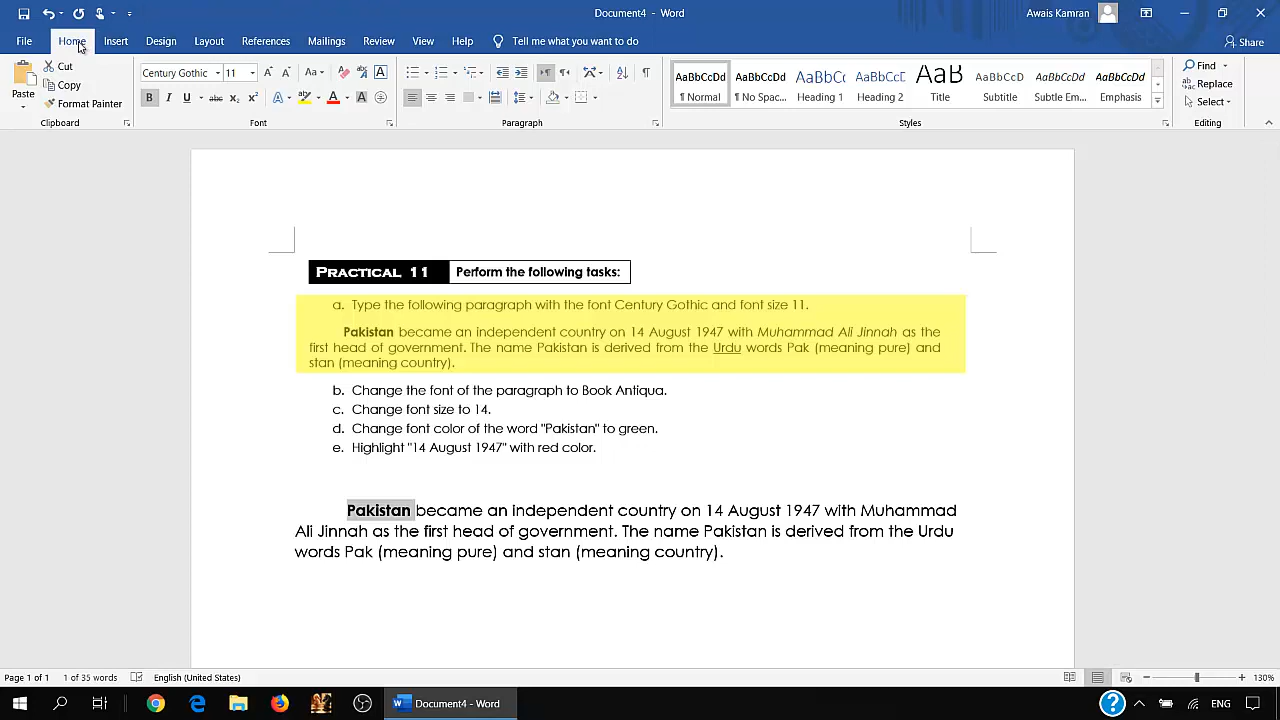 Document4 - Word
Awais Kamran
File Home Insert Design Layout References Mailings Review View Help Tell me what you want to do Share
Paste
Cut
Copy
Format Painter
Clipboard
Century Gothic 11
Font
Paragraph
AaBbCcDd AaBbCcDd AaBbCcDd AaBbCcD AaB AaBbCcD AaBbCcDd AaBbCcDd
¶ Normal ¶ No Spac... Heading 1 Heading 2 Title Subtitle Subtle Em... Emphasis
Styles
Find
Replace
Select
Editing
PRACTICAL 11 Perform the following tasks:
a. Type the following paragraph with the font Century Gothic and font size 11.
Pakistan became an independent country on 14 August 1947 with Muhammad Ali Jinnah as the
first head of government. The name Pakistan is derived from the Urdu words Pak (meaning pure) and
stan (meaning country).
b. Change the font of the paragraph to Book Antiqua.
c. Change font size to 14.
d. Change font color of the word "Pakistan" to green.
e. Highlight "14 August 1947" with red color.
Pakistan became an independent country on 14 August 1947 with Muhammad
Ali Jinnah as the first head of government. The name Pakistan is derived from the Urdu
words Pak (meaning pure) and stan (meaning country).
Page 1 of 1 1 of 35 words English (United States) 130%
Document4 - Word
ENG